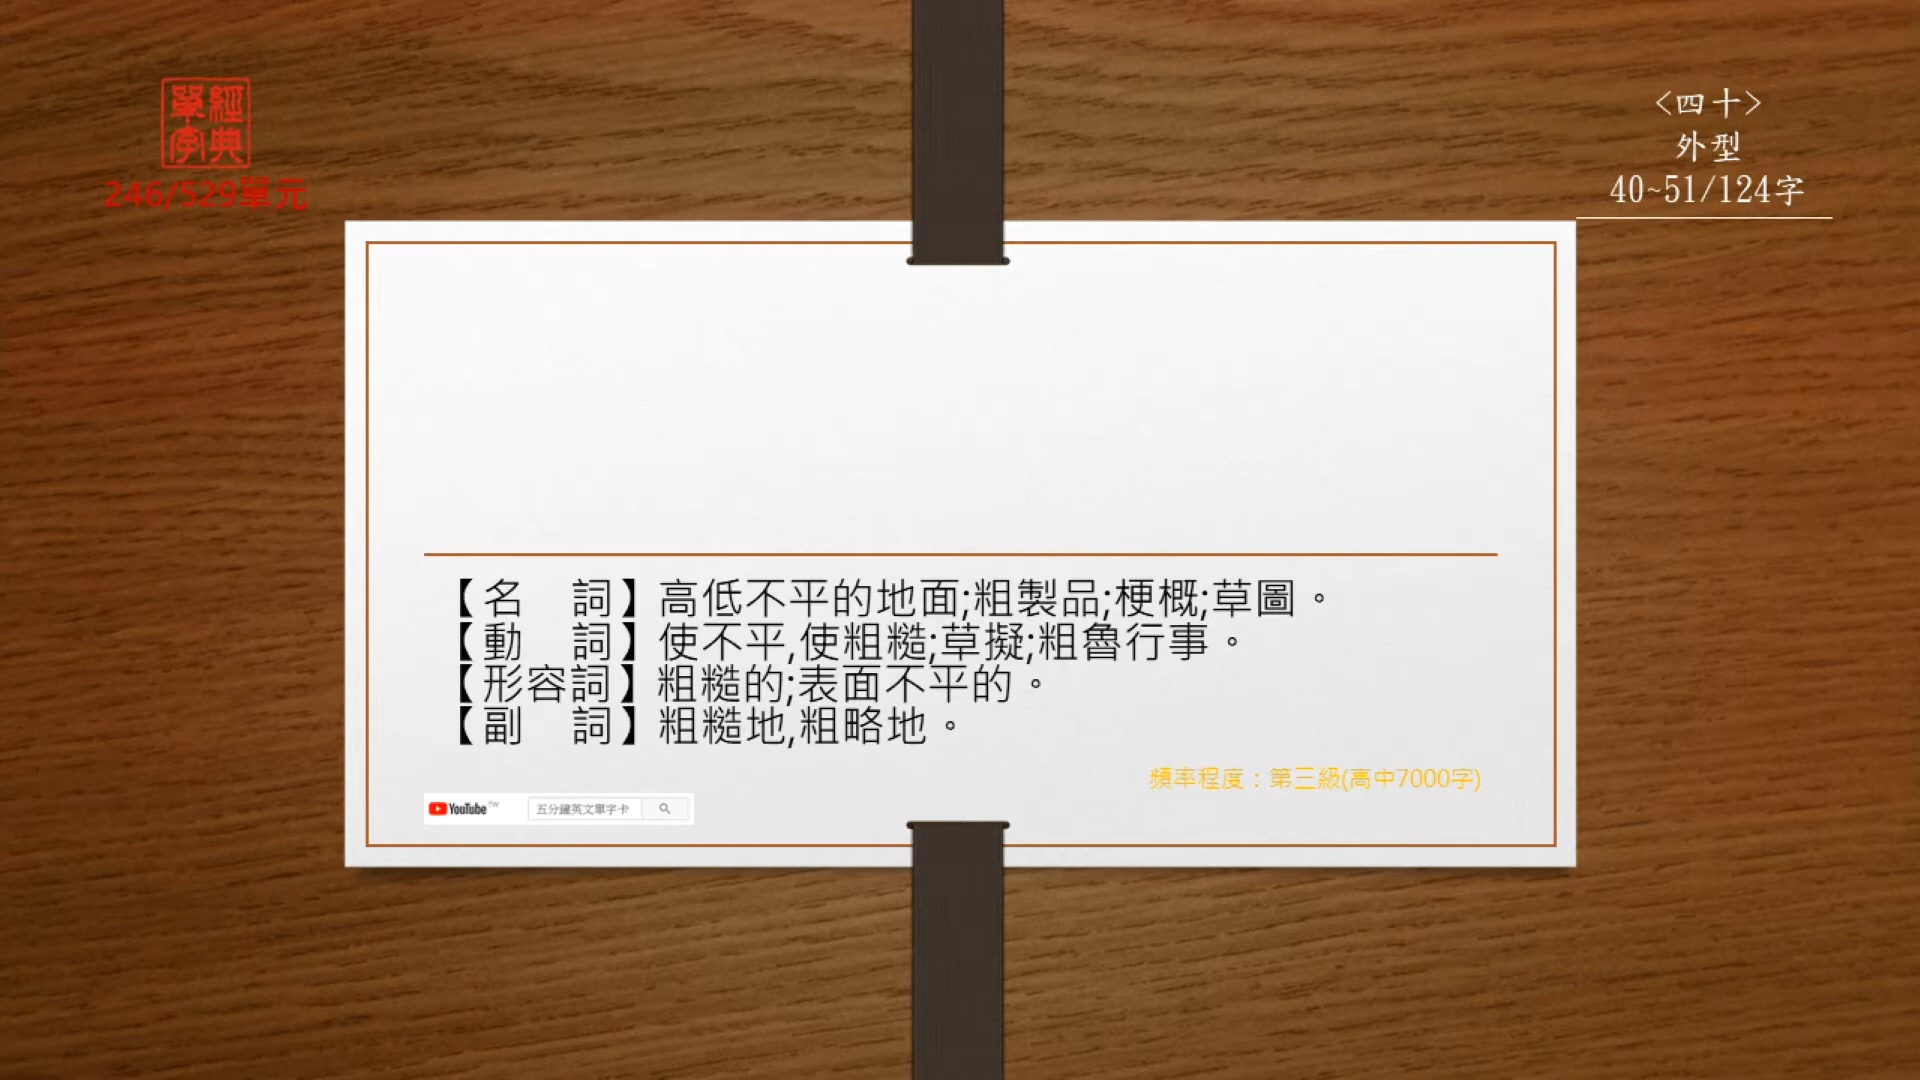 經典
單字
246/529單元
<四十>
外型
40~51/124字
【名　詞】高低不平的地面;粗製品;梗概;草圖。
【動　詞】使不平,使粗糙;草擬;粗魯行事。
【形容詞】粗糙的;表面不平的。
【副　詞】粗糙地,粗略地。
頻率程度：第三級(高中7000字)
YouTube TW 五分鐘英文單字卡